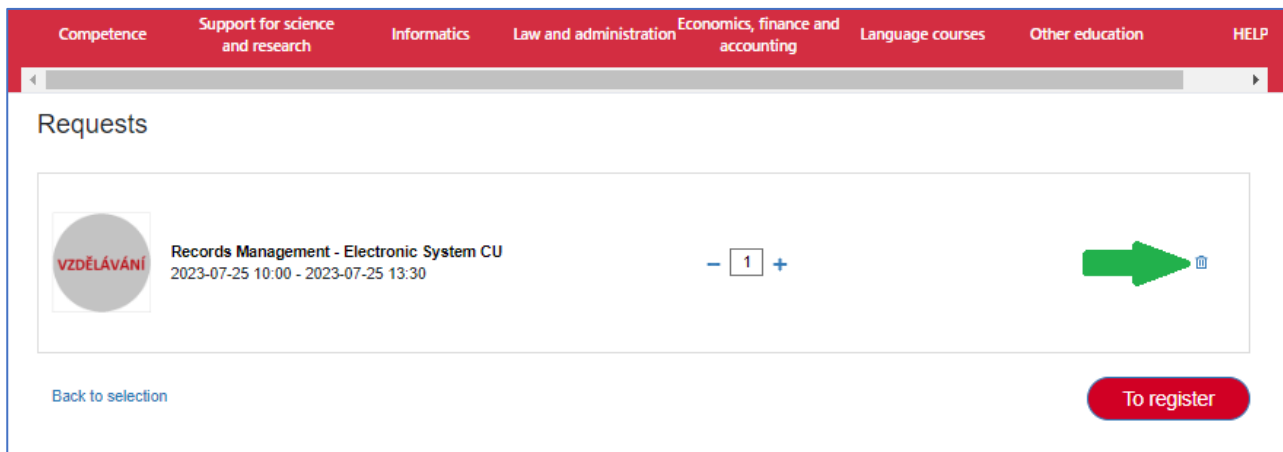 Competence
Support for science
and research
Informatics
Law and administration
Economics, finance and
accounting
Language courses
Other education
HELP
Requests
VZDĚLÁVÁNÍ
Records Management - Electronic System CU
2023-07-25 10:00 - 2023-07-25 13:30
− 1 +
Back to selection
To register